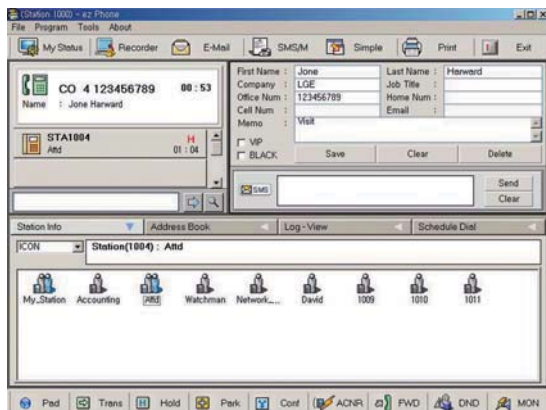 (Station 1000) - ez Phone
File Program Tools About
My Status Recorder E-Mail SMS/M Simple Print Exit
CO 4 123456789 00 : 53
Name : Jone Harward
STA1004 H
Attd 01 : 04
First Name : Jone Last Name : Harward
Company : LGE Job Title :
Office Num : 123456789 Home Num :
Cell Num : Email :
Memo : Visit
VIP
BLACK Save Clear Delete
SMS Send
Clear
Station Info Address Book Log - View Schedule Dial
ICON Station(1004) : Attd
My_Station Accounting Attd Watchman Network_... David 1009 1010 1011
Pad Trans Hold Park Conf ACNR FWD DND MON